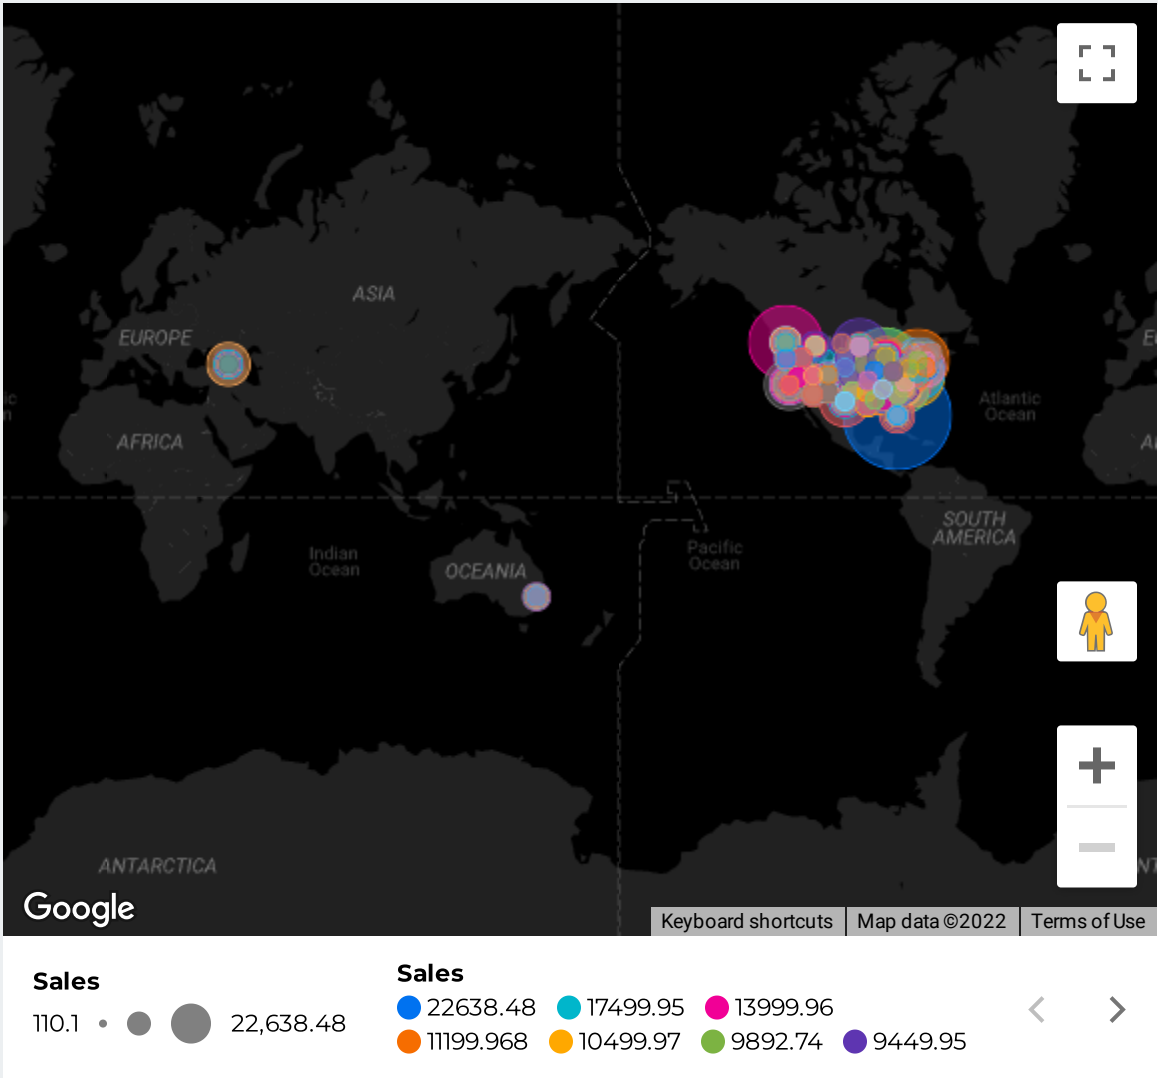 ASIA
EUROPE
EU
AFRICA
A
Atlantic
Ocean
SOUTH
AMERICA
Indian
Ocean
OCEANIA
Pacific
Ocean
ANTARCTICA
NT
Google
Keyboard shortcuts
Map data ©2022
Terms of Use
Sales
110.1
22,638.48
Sales
22638.48
17499.95
13999.96
11199.968
10499.97
9892.74
9449.95